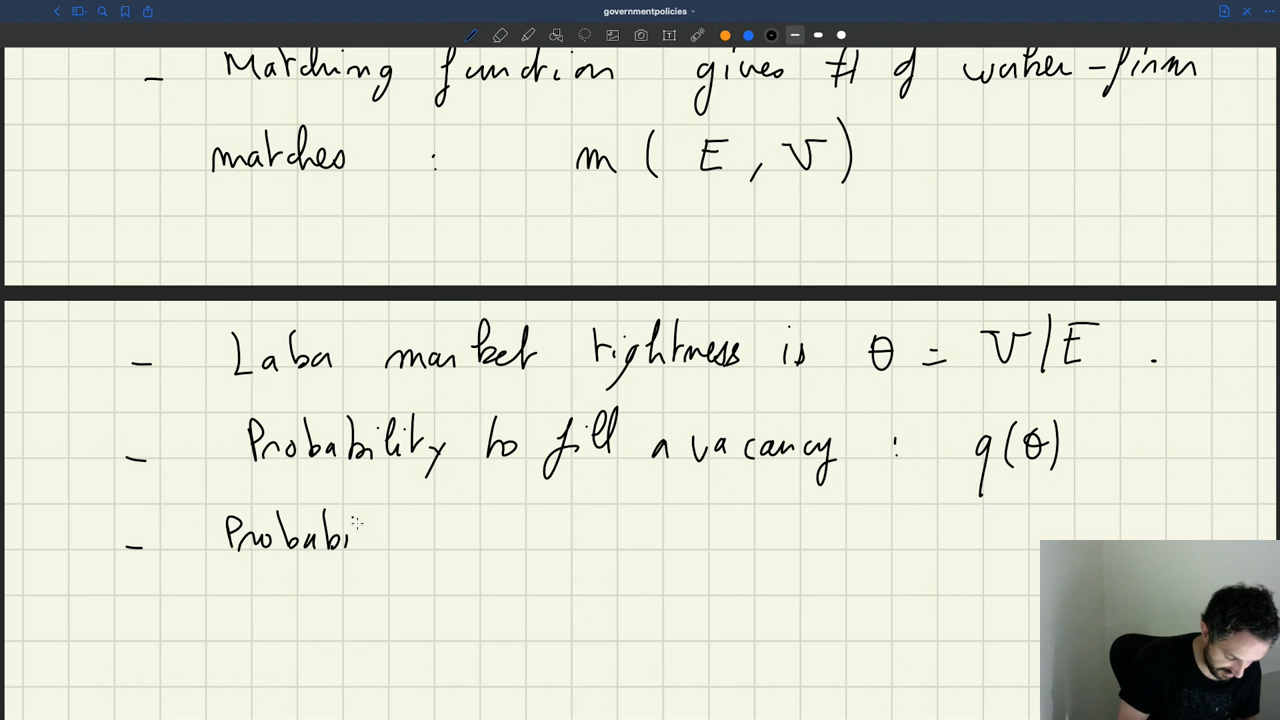 governmentpolicies
- Matching function gives # of worker-firm
matches : m ( E , V )
- Labor market tightness is θ = V/E .
- Probability to fill a vacancy : q(θ)
- Probabi